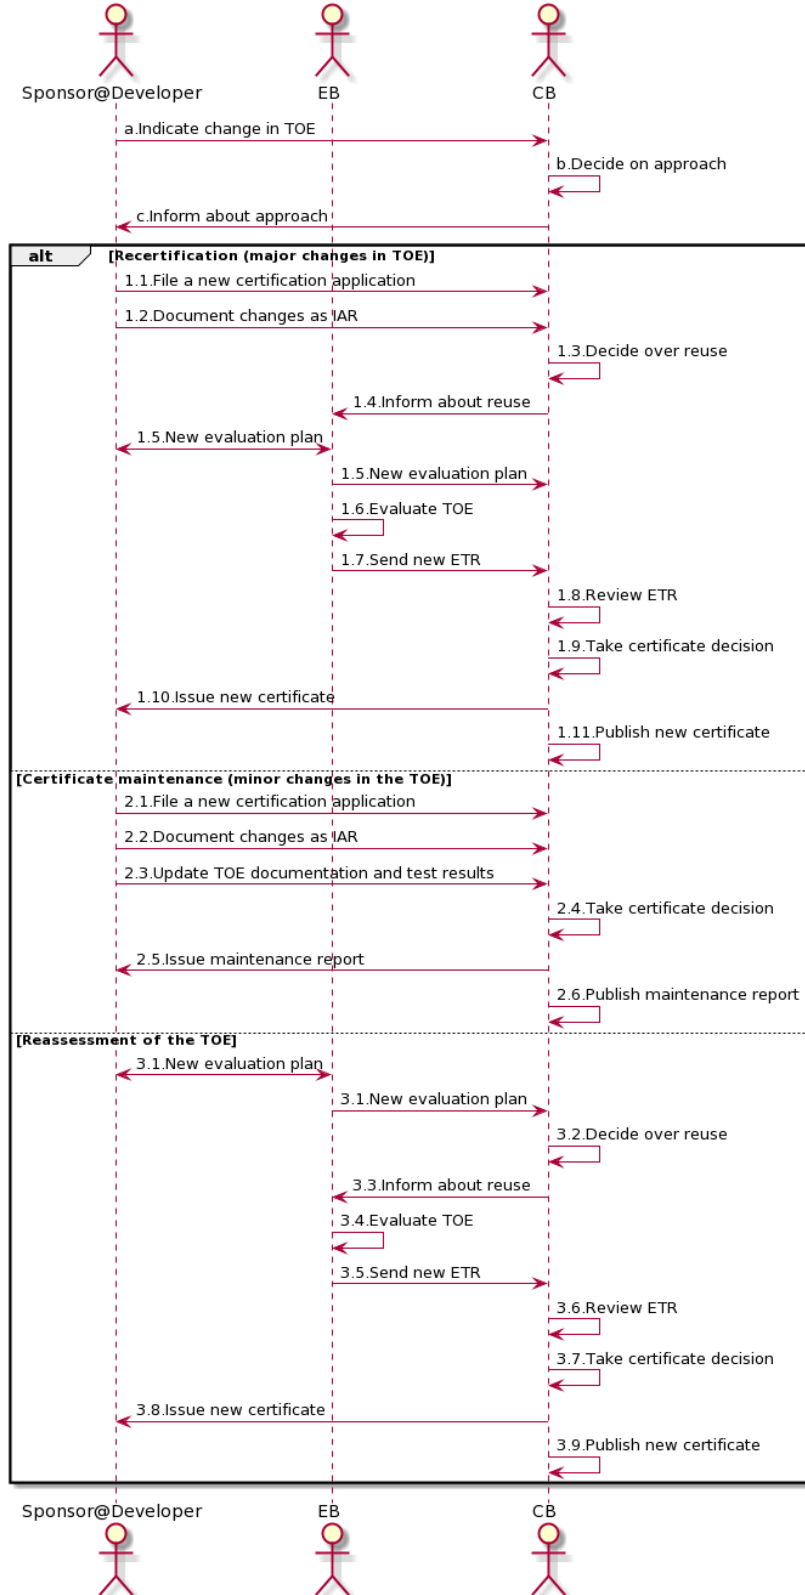 Sponsor@Developer EB CB
a.Indicate change in TOE
b.Decide on approach
c.Inform about approach
alt [Recertification (major changes in TOE)]
1.1.File a new certification application
1.2.Document changes as IAR
1.3.Decide over reuse
1.4.Inform about reuse
1.5.New evaluation plan
1.5.New evaluation plan
1.6.Evaluate TOE
1.7.Send new ETR
1.8.Review ETR
1.9.Take certificate decision
1.10.Issue new certificate
1.11.Publish new certificate
[Certificate maintenance (minor changes in the TOE)]
2.1.File a new certification application
2.2.Document changes as IAR
2.3.Update TOE documentation and test results
2.4.Take certificate decision
2.5.Issue maintenance report
2.6.Publish maintenance report
[Reassessment of the TOE]
3.1.New evaluation plan
3.1.New evaluation plan
3.2.Decide over reuse
3.3.Inform about reuse
3.4.Evaluate TOE
3.5.Send new ETR
3.6.Review ETR
3.7.Take certificate decision
3.8.Issue new certificate
3.9.Publish new certificate
Sponsor@Developer EB CB